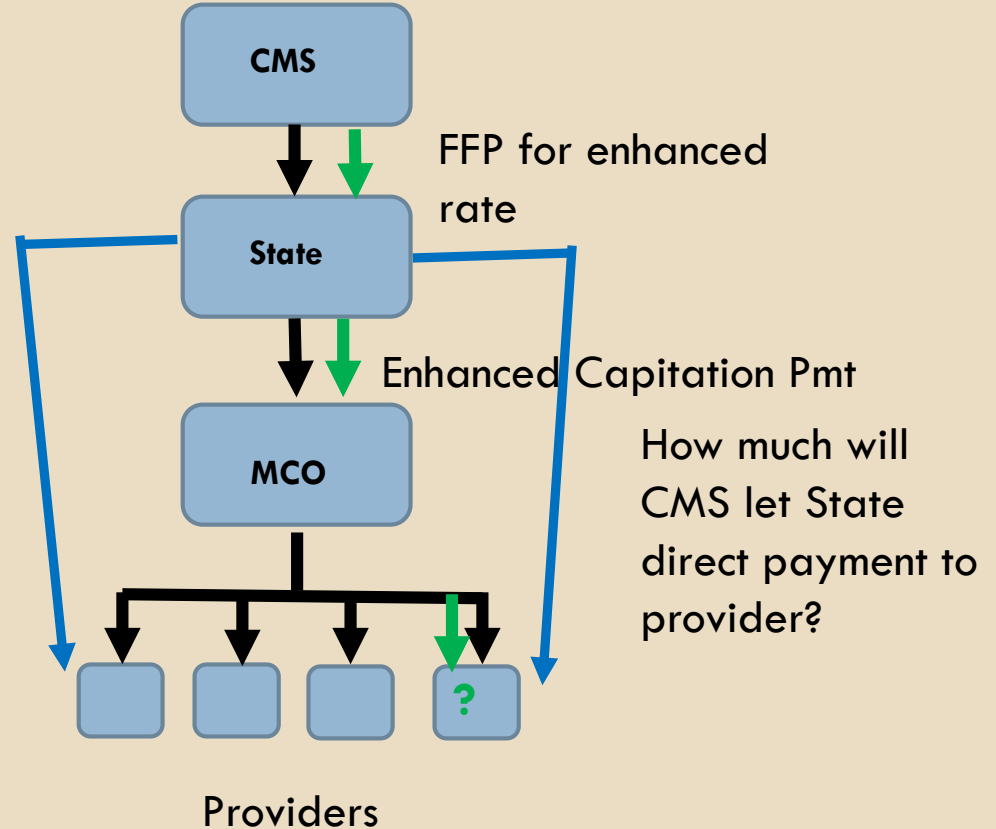 CMS
FFP for enhanced
rate
State
Enhanced Capitation Pmt
How much will
CMS let State
direct payment to
provider?
MCO
?
Providers